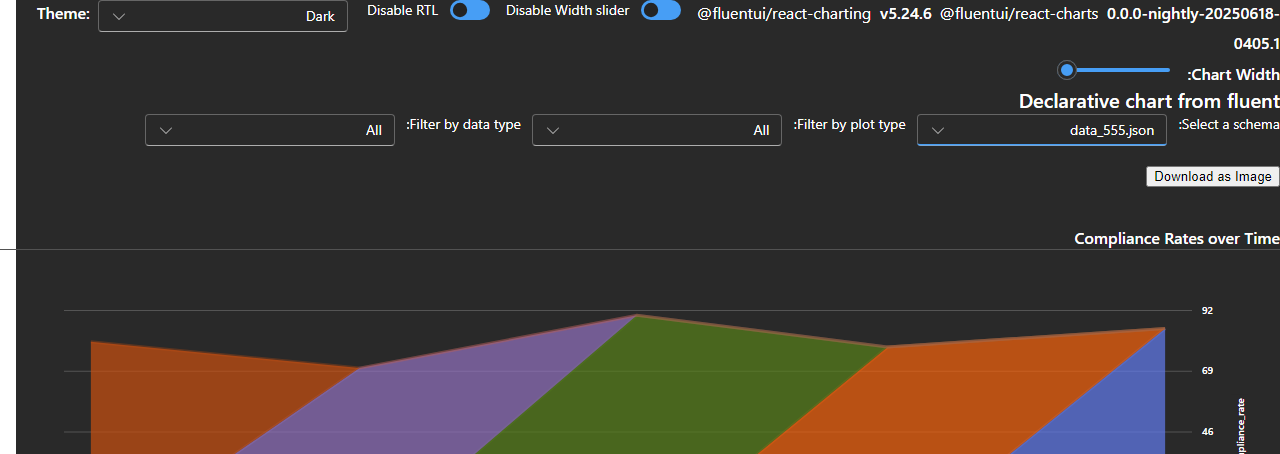 Theme: Dark Disable RTL Disable Width slider @fluentui/react-charting v5.24.6 @fluentui/react-charts 0.0.0-nightly-20250618-
0405.1
:Chart Width
Declarative chart from fluent
:Select a schema data_555.json :Filter by plot type All :Filter by data type All
Download as Image
Compliance Rates over Time
92
69
46